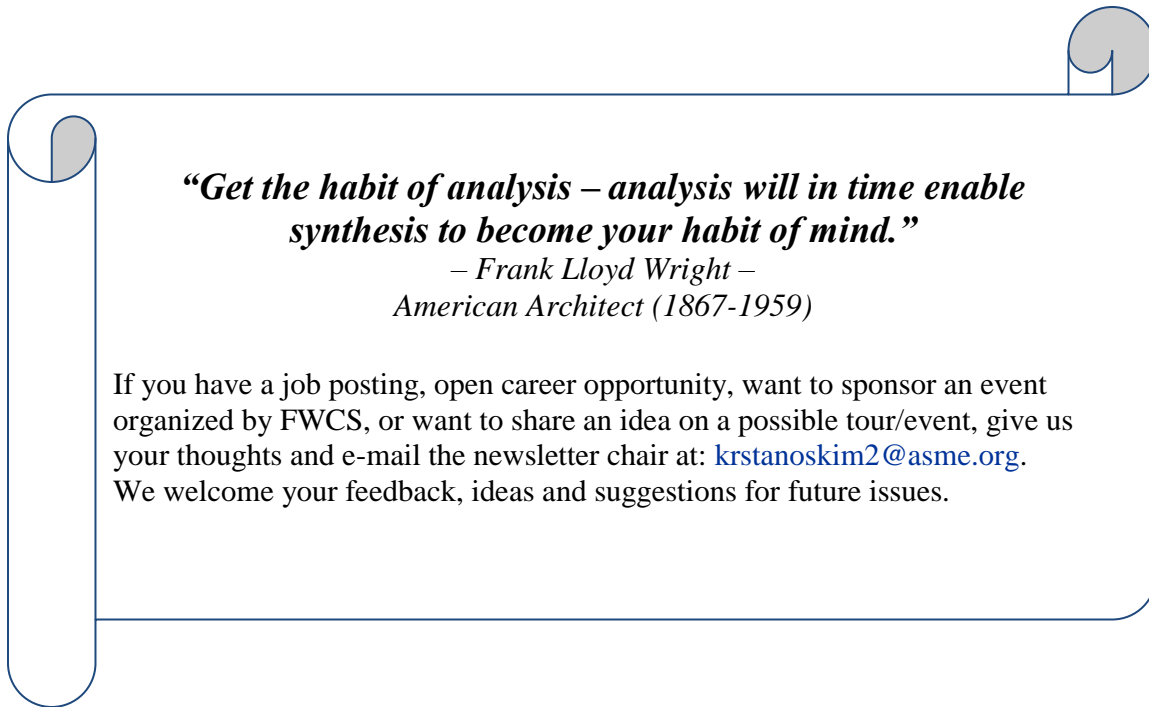 “Get the habit of analysis – analysis will in time enable
synthesis to become your habit of mind.”
– Frank Lloyd Wright –
American Architect (1867-1959)
If you have a job posting, open career opportunity, want to sponsor an event
organized by FWCS, or want to share an idea on a possible tour/event, give us
your thoughts and e-mail the newsletter chair at: krstanoskim2@asme.org.
We welcome your feedback, ideas and suggestions for future issues.